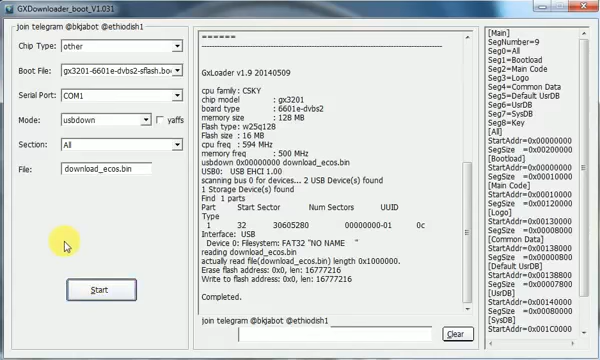 GXDownloader_boot_V1.031
join telegram @bkjabot @ethiodish1
Chip Type: other
Boot File: gx3201-6601e-dvbs2-sflash.boo
Serial Port: COM1
Mode: usbdown yaffs
Section: All
File: download_ecos.bin
Start
======
GxLoader v1.9 20140509
cpu family : CSKY
chip model : gx3201
board type : 6601e-dvbs2
memory size : 128 MB
Flash type : w25q128
Flash size : 16 MB
cpu freq : 594 MHz
memory freq : 500 MHz
usbdown 0x00000000 download_ecos.bin
USB0: USB EHCI 1.00
scanning bus 0 for devices... 2 USB Device(s) found
1 Storage Device(s) found
Find 1 parts
Part Start Sector Num Sectors UUID
Type
1 32 30605280 00000000-01 0c
Interface: USB
Device 0: Filesystem: FAT32 "NO NAME "
reading download_ecos.bin
actually read file(download_ecos.bin) length 0x1000000.
Erase flash address: 0x0, len: 16777216
Write to flash address: 0x0, len: 16777216
Completed.
join telegram @bkjabot @ethiodish1
Clear
[Main]
SegNumber=9
Seg0=All
Seg1=Bootload
Seg2=Main Code
Seg3=Logo
Seg4=Common Data
Seg5=Default UsrDB
Seg6=UsrDB
Seg7=SysDB
Seg8=Key
[All]
StartAddr=0x00000000
SegSize =0x00200000
[Bootload]
StartAddr=0x00000000
SegSize =0x00010000
[Main Code]
StartAddr=0x00010000
SegSize =0x00120000
[Logo]
StartAddr=0x00130000
SegSize =0x00008000
[Common Data]
StartAddr=0x00138000
SegSize =0x00000800
[Default UsrDB]
StartAddr=0x00138800
SegSize =0x00007800
[UsrDB]
StartAddr=0x00140000
SegSize =0x00080000
[SysDB]
StartAddr=0x001C0000